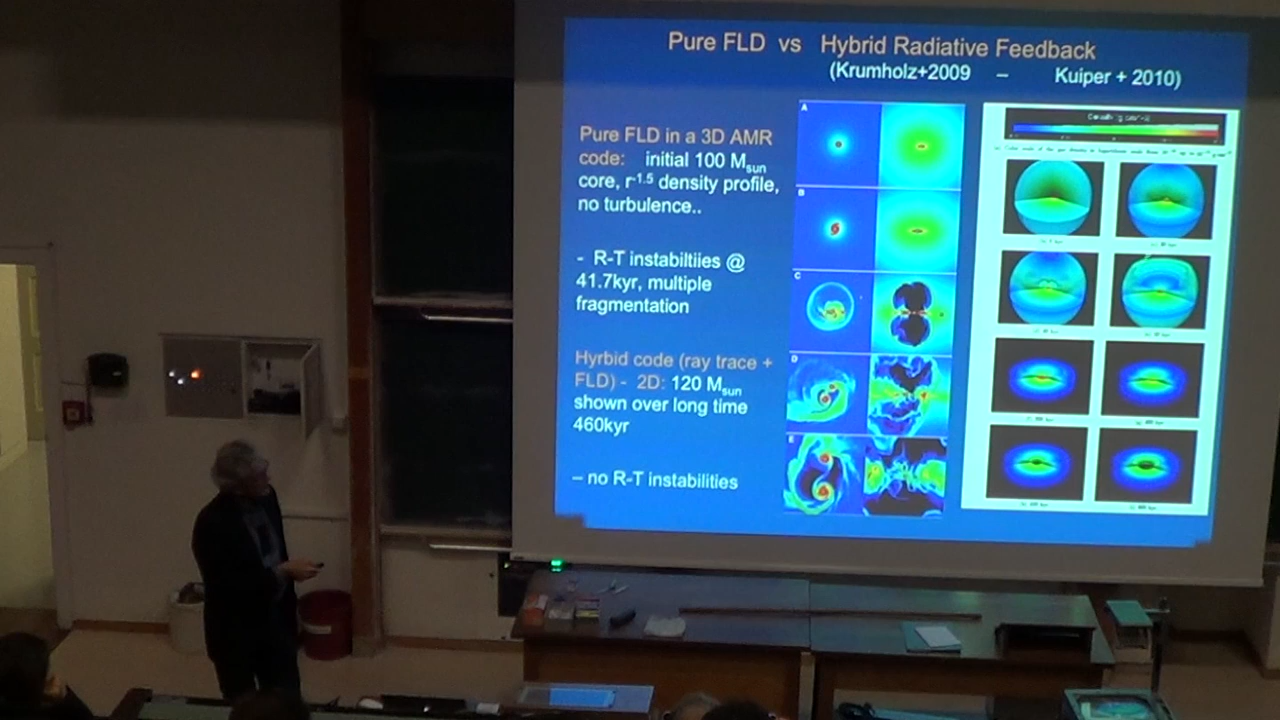 Pure FLD vs Hybrid Radiative Feedback
(Krumholz+2009 – Kuiper + 2010)
Pure FLD in a 3D AMR
code: initial 100 Msun
core, r-1.5 density profile,
no turbulence..
- R-T instabiltiies @
41.7kyr, multiple
fragmentation
Hyrbid code (ray trace +
FLD) - 2D: 120 Msun
shown over long time
460kyr
– no R-T instabilities
A
B
C
D
E